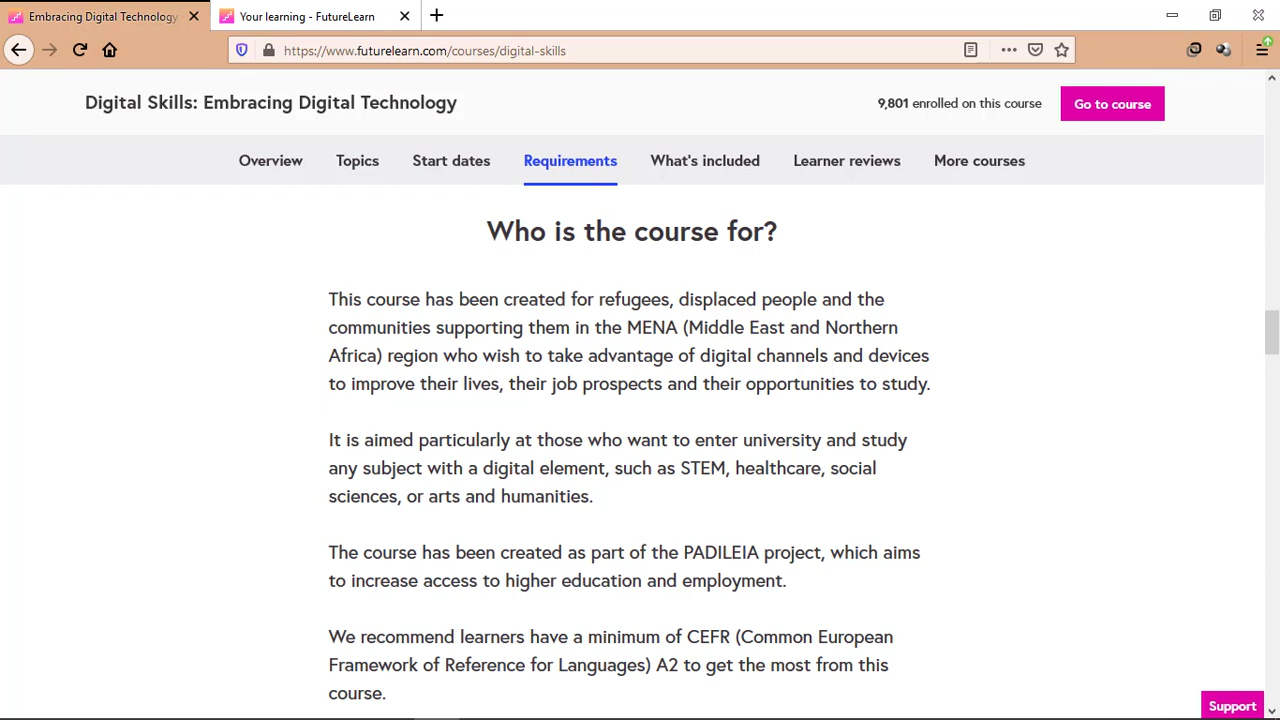 Embracing Digital Technology
Your learning - FutureLearn
https://www.futurelearn.com/courses/digital-skills
Digital Skills: Embracing Digital Technology
9,801 enrolled on this course
Go to course
Overview
Topics
Start dates
Requirements
What's included
Learner reviews
More courses
Who is the course for?
This course has been created for refugees, displaced people and the
communities supporting them in the MENA (Middle East and Northern
Africa) region who wish to take advantage of digital channels and devices
to improve their lives, their job prospects and their opportunities to study.
It is aimed particularly at those who want to enter university and study
any subject with a digital element, such as STEM, healthcare, social
sciences, or arts and humanities.
The course has been created as part of the PADILEIA project, which aims
to increase access to higher education and employment.
We recommend learners have a minimum of CEFR (Common European
Framework of Reference for Languages) A2 to get the most from this
course.
Support